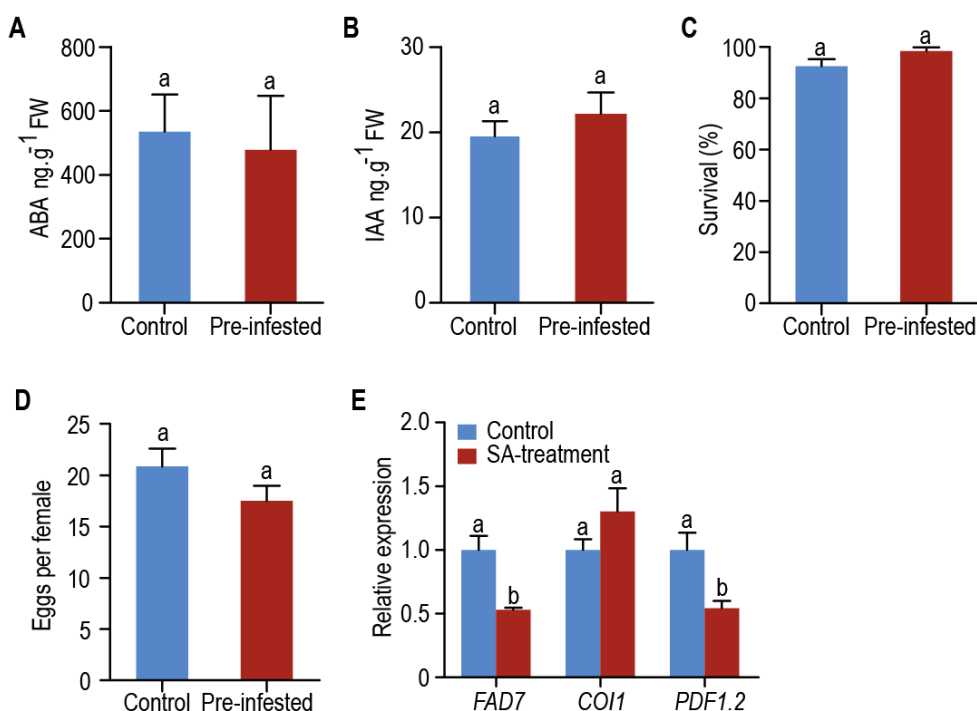 A
ABA ng.g⁻¹ FW
800
600
400
200
0
a
a
Control
Pre-infested
B
IAA ng.g⁻¹ FW
30
20
10
0
a
a
Control
Pre-infested
C
Survival (%)
100
80
60
40
20
0
a
a
Control
Pre-infested
D
Eggs per female
25
20
15
10
5
0
a
a
Control
Pre-infested
E
Relative expression
2.0
1.5
1.0
0.5
0
Control
SA-treatment
a
b
a
a
a
b
FAD7
COI1
PDF1.2